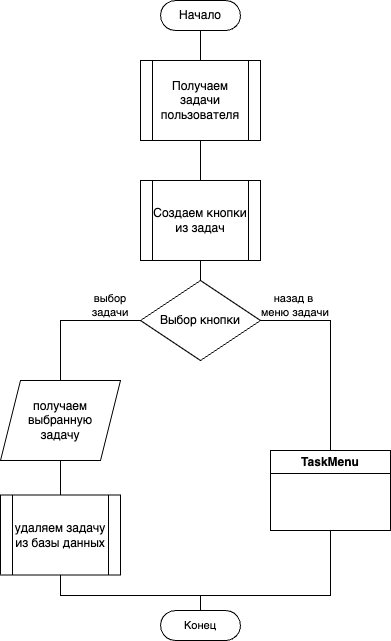 Начало
Получаем
задачи
пользователя
Создаем кнопки
из задач
выбор
задачи
Выбор кнопки
назад в
меню задачи
получаем
выбранную
задачу
TaskMenu
удаляем задачу
из базы данных
Конец